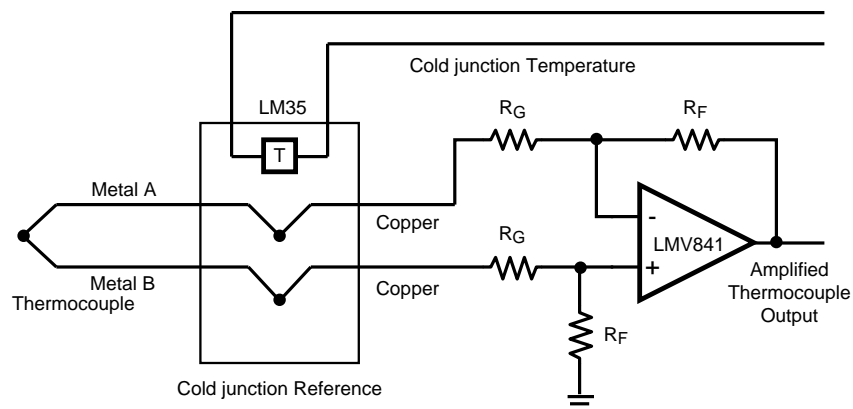 Cold junction Temperature
LM35
RG
RF
T
Metal A
Copper
-
LMV841
RG
+
Metal B
Copper
Thermocouple
Amplified
Thermocouple
Output
RF
Cold junction Reference